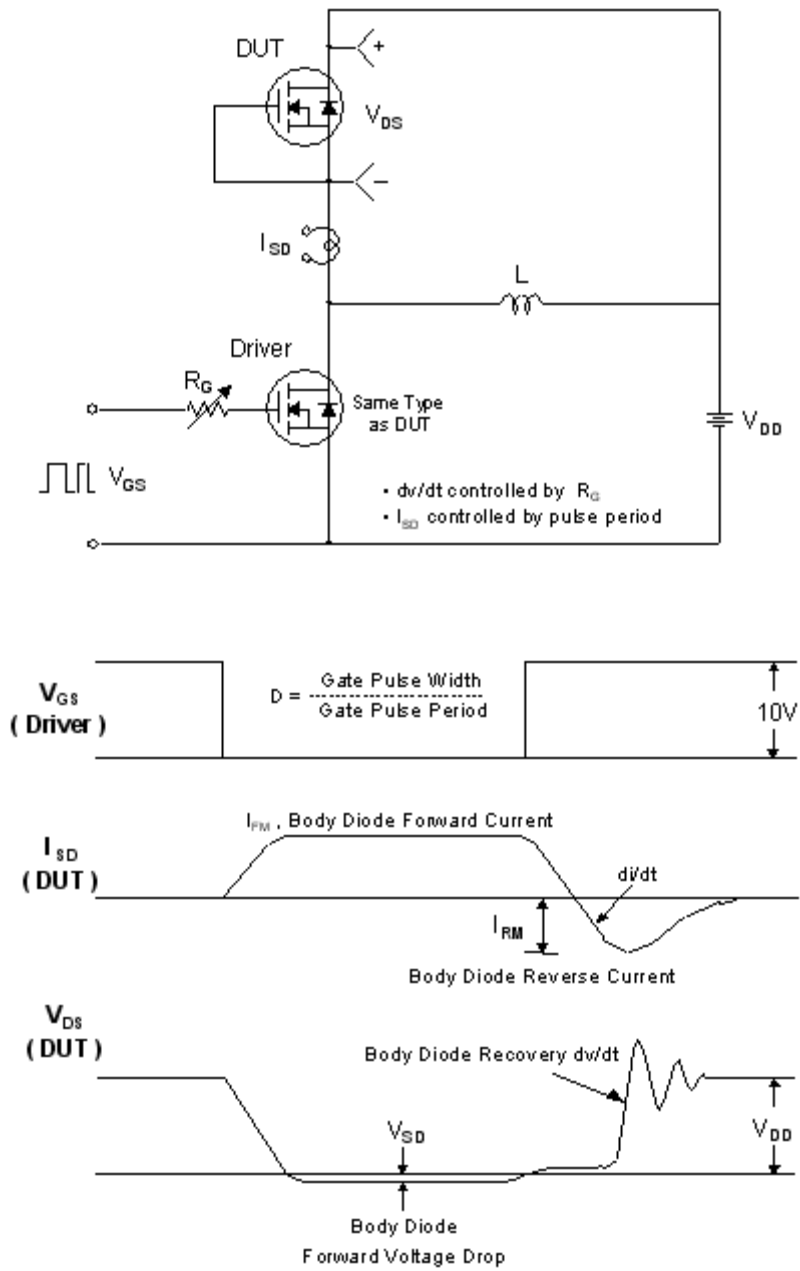 DUT
+
V_DS
−
I_SD
L
Driver
R_G
Same Type
as DUT
V_DD
V_GS
• dv/dt controlled by R_G
• I_SD controlled by pulse period
V_GS
( Driver )
D = Gate Pulse Width
--------------------------
Gate Pulse Period
10V
I_FM , Body Diode Forward Current
I_SD
( DUT )
di/dt
I_RM
Body Diode Reverse Current
V_DS
( DUT )
Body Diode Recovery dv/dt
V_SD
V_DD
Body Diode
Forward Voltage Drop